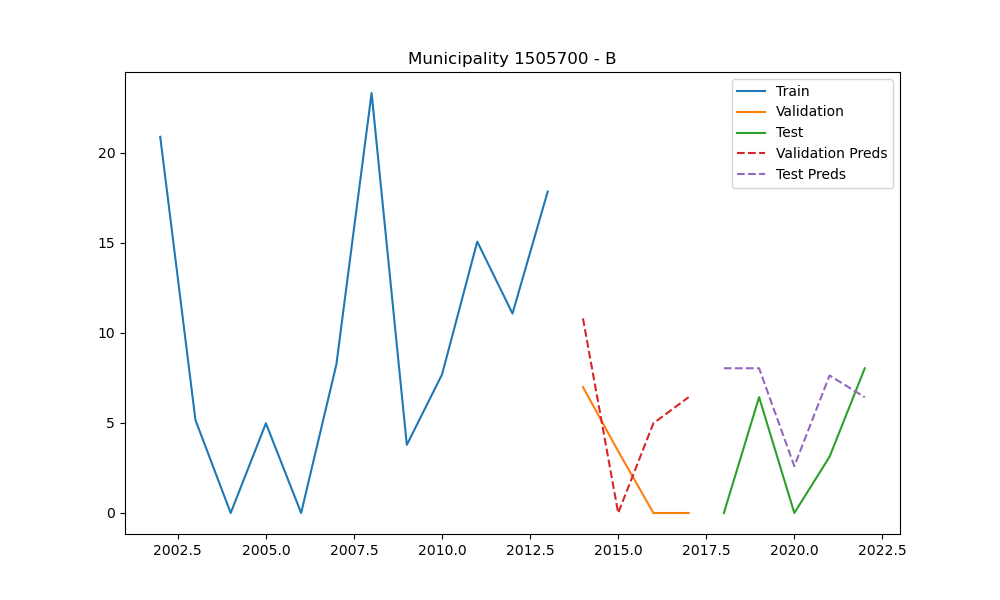 Municipality 1505700 - B
Train
Validation
Test
Validation Preds
Test Preds
20
15
10
5
0
2002.5 2005.0 2007.5 2010.0 2012.5 2015.0 2017.5 2020.0 2022.5